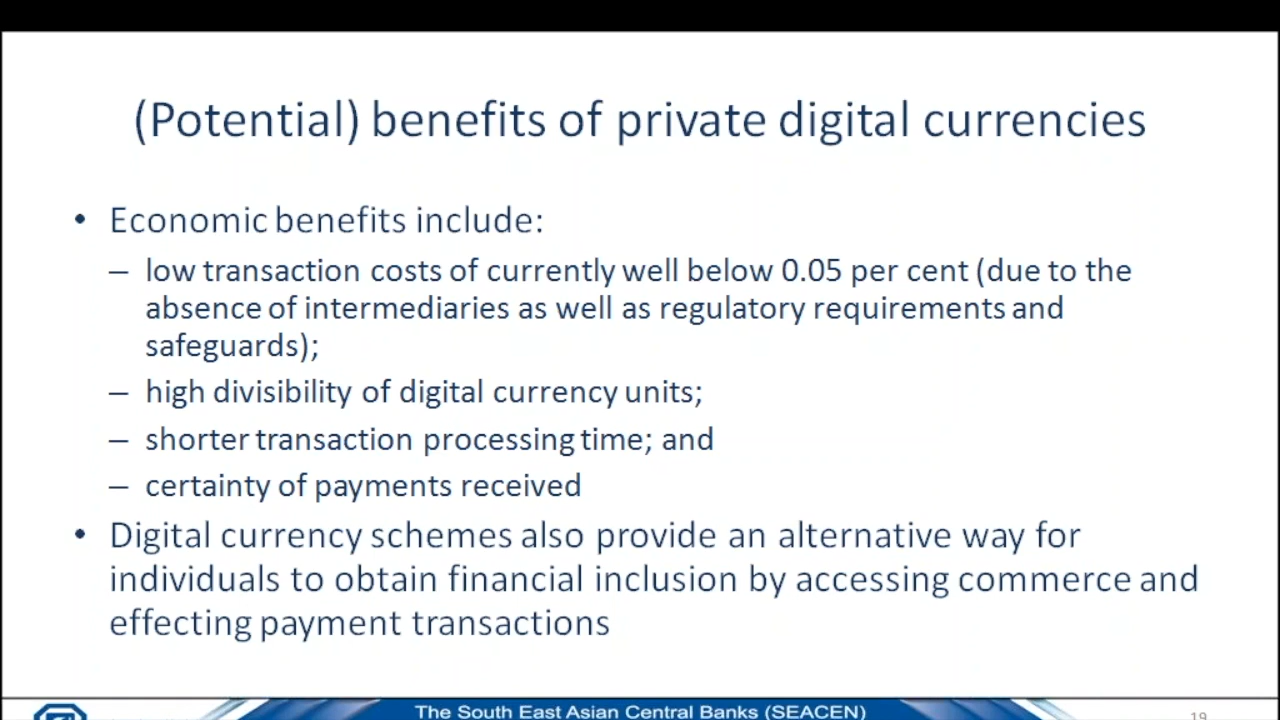 (Potential) benefits of private digital currencies
• Economic benefits include:
– low transaction costs of currently well below 0.05 per cent (due to the
absence of intermediaries as well as regulatory requirements and
safeguards);
– high divisibility of digital currency units;
– shorter transaction processing time; and
– certainty of payments received
• Digital currency schemes also provide an alternative way for
individuals to obtain financial inclusion by accessing commerce and
effecting payment transactions
The South East Asian Central Banks (SEACEN)
19